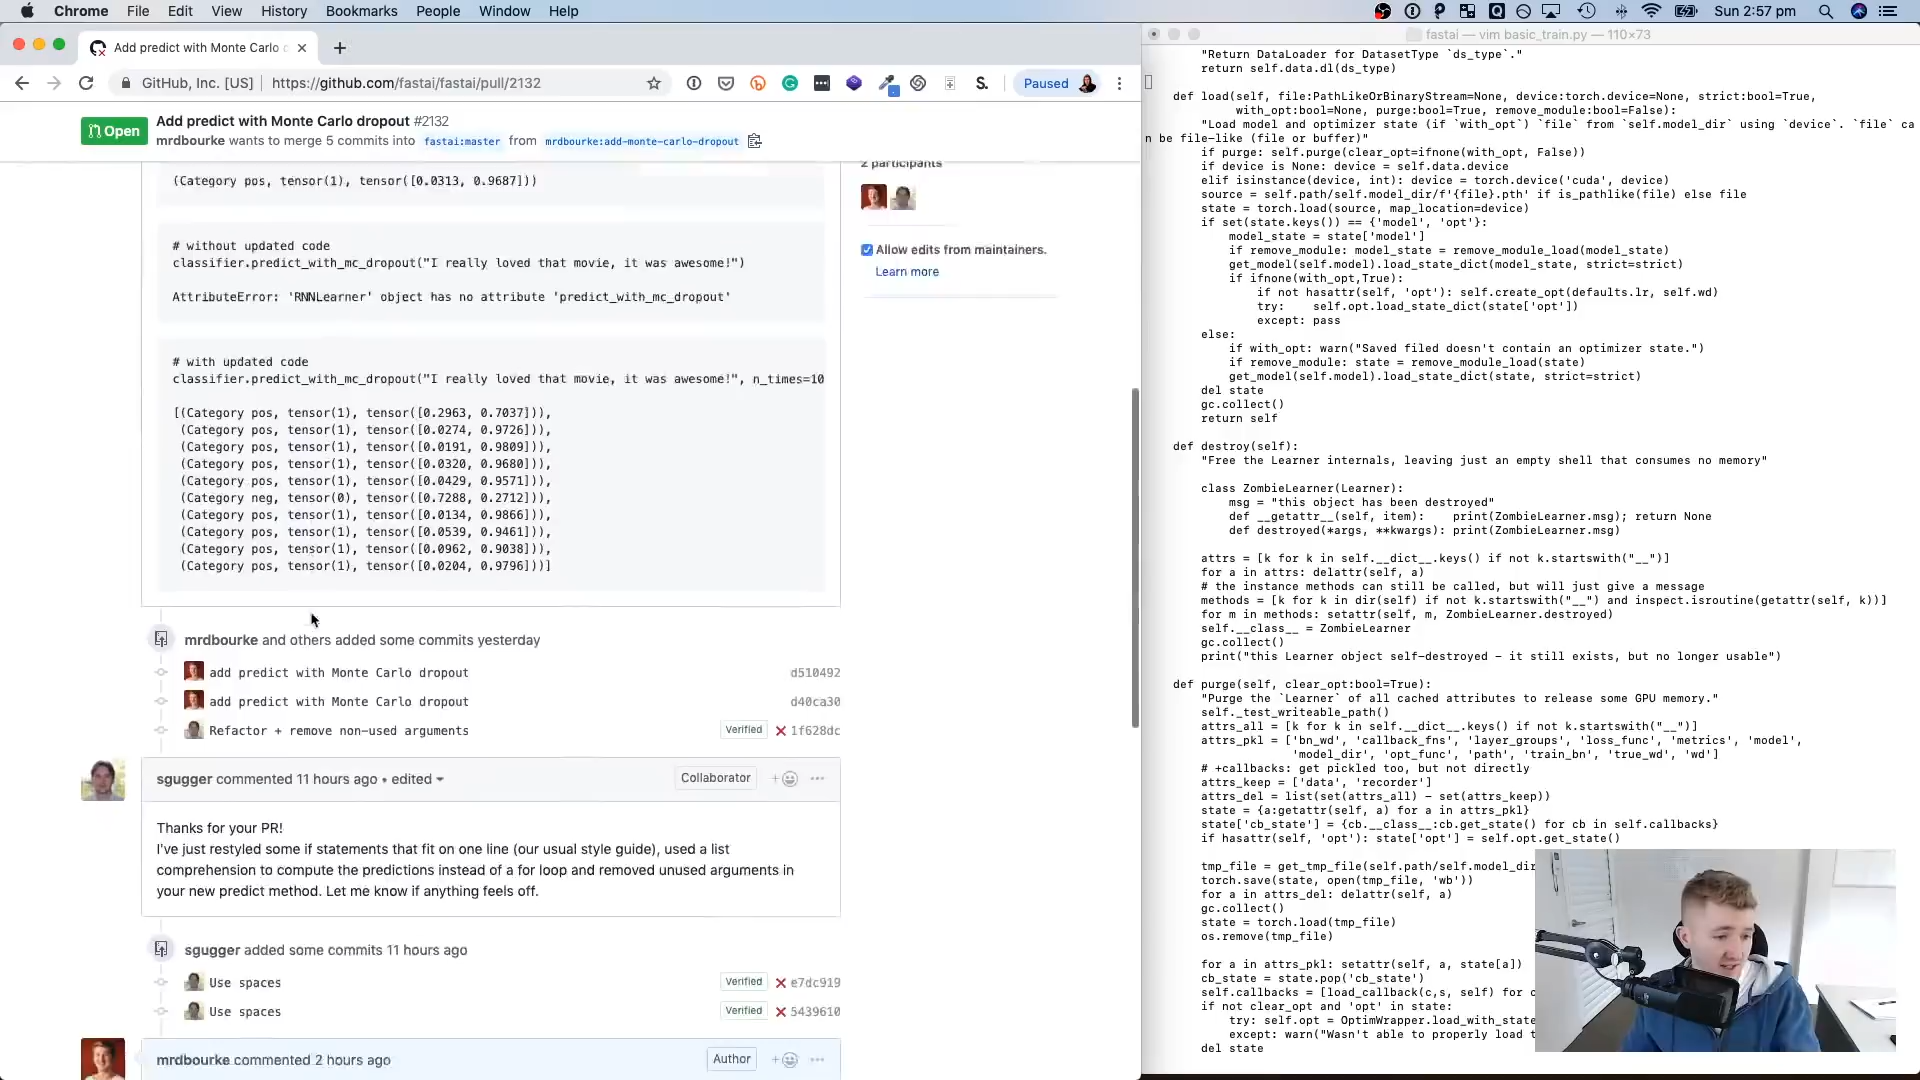 Chrome File Edit View History Bookmarks People Window Help
Sun 2:57 pm
Add predict with Monte Carlo d
GitHub, Inc. [US] | https://github.com/fastai/fastai/pull/2132
Paused
Open
Add predict with Monte Carlo dropout #2132
mrdbourke wants to merge 5 commits into fastai:master from mrdbourke:add-monte-carlo-dropout
(Category pos, tensor(1), tensor([0.0313, 0.9687]))
# without updated code
classifier.predict_with_mc_dropout("I really loved that movie, it was awesome!")
AttributeError: 'RNNLearner' object has no attribute 'predict_with_mc_dropout'
# with updated code
classifier.predict_with_mc_dropout("I really loved that movie, it was awesome!", n_times=10
[(Category pos, tensor(1), tensor([0.2963, 0.7037])),
(Category pos, tensor(1), tensor([0.0274, 0.9726])),
(Category pos, tensor(1), tensor([0.0191, 0.9809])),
(Category pos, tensor(1), tensor([0.0320, 0.9680])),
(Category pos, tensor(1), tensor([0.0429, 0.9571])),
(Category neg, tensor(0), tensor([0.7288, 0.2712])),
(Category pos, tensor(1), tensor([0.0134, 0.9866])),
(Category pos, tensor(1), tensor([0.0539, 0.9461])),
(Category pos, tensor(1), tensor([0.0962, 0.9038])),
(Category pos, tensor(1), tensor([0.0204, 0.9796]))]
mrdbourke and others added some commits yesterday
add predict with Monte Carlo dropout d510492
add predict with Monte Carlo dropout d40ca30
Refactor + remove non-used arguments Verified 1f628dc
sgugger commented 11 hours ago • edited Collaborator
Thanks for your PR!
I've just restyled some if statements that fit on one line (our usual style guide), used a list
comprehension to compute the predictions instead of a for loop and removed unused arguments in
your new predict method. Let me know if anything feels off.
sgugger added some commits 11 hours ago
Use spaces Verified e7dc919
Use spaces Verified 5439610
mrdbourke commented 2 hours ago Author
2 participants
Allow edits from maintainers.
Learn more
fastai — vim basic_train.py — 110×73
"Return DataLoader for DatasetType `ds_type`."
return self.data.dl(ds_type)
def load(self, file:PathLikeOrBinaryStream=None, device:torch.device=None, strict:bool=True,
with_opt:bool=None, purge:bool=True, remove_module:bool=False):
"Load model and optimizer state (if `with_opt`) `file` from `self.model_dir` using `device`. `file` ca
n be file-like (file or buffer)"
if purge: self.purge(clear_opt=ifnone(with_opt, False))
if device is None: device = self.data.device
elif isinstance(device, int): device = torch.device('cuda', device)
source = self.path/self.model_dir/f'{file}.pth' if is_pathlike(file) else file
state = torch.load(source, map_location=device)
if set(state.keys()) == {'model', 'opt'}:
model_state = state['model']
if remove_module: model_state = remove_module_load(model_state)
get_model(self.model).load_state_dict(model_state, strict=strict)
if ifnone(with_opt,True):
if not hasattr(self, 'opt'): self.create_opt(defaults.lr, self.wd)
try: self.opt.load_state_dict(state['opt'])
except: pass
else:
if with_opt: warn("Saved filed doesn't contain an optimizer state.")
if remove_module: state = remove_module_load(state)
get_model(self.model).load_state_dict(state, strict=strict)
del state
gc.collect()
return self
def destroy(self):
"Free the Learner internals, leaving just an empty shell that consumes no memory"
class ZombieLearner(Learner):
msg = "this object has been destroyed"
def __getattr__(self, item): print(ZombieLearner.msg); return None
def destroyed(*args, **kwargs): print(ZombieLearner.msg)
attrs = [k for k in self.__dict__.keys() if not k.startswith("__")]
for a in attrs: delattr(self, a)
# the instance methods can still be called, but will just give a message
methods = [k for k in dir(self) if not k.startswith("__") and inspect.isroutine(getattr(self, k))]
for m in methods: setattr(self, m, ZombieLearner.destroyed)
self.__class__ = ZombieLearner
gc.collect()
print("this Learner object self-destroyed - it still exists, but no longer usable")
def purge(self, clear_opt:bool=True):
"Purge the `Learner` of all cached attributes to release some GPU memory."
self._test_writeable_path()
attrs_all = [k for k in self.__dict__.keys() if not k.startswith("__")]
attrs_pkl = ['bn_wd', 'callback_fns', 'layer_groups', 'loss_func', 'metrics', 'model',
'model_dir', 'opt_func', 'path', 'train_bn', 'true_wd', 'wd']
# +callbacks: get pickled too, but not directly
attrs_keep = ['data', 'recorder']
attrs_del = list(set(attrs_all) - set(attrs_keep))
state = {a:getattr(self, a) for a in attrs_pkl}
state['cb_state'] = {cb.__class__:cb.get_state() for cb in self.callbacks}
if hasattr(self, 'opt'): state['opt'] = self.opt.get_state()
tmp_file = get_tmp_file(self.path/self.model_dir
torch.save(state, open(tmp_file, 'wb'))
for a in attrs_del: delattr(self, a)
gc.collect()
state = torch.load(tmp_file)
os.remove(tmp_file)
for a in attrs_pkl: setattr(self, a, state[a])
cb_state = state.pop('cb_state')
self.callbacks = [load_callback(c,s, self) for c
if not clear_opt and 'opt' in state:
try: self.opt = OptimWrapper.load_with_state
except: warn("Wasn't able to properly load t
del state